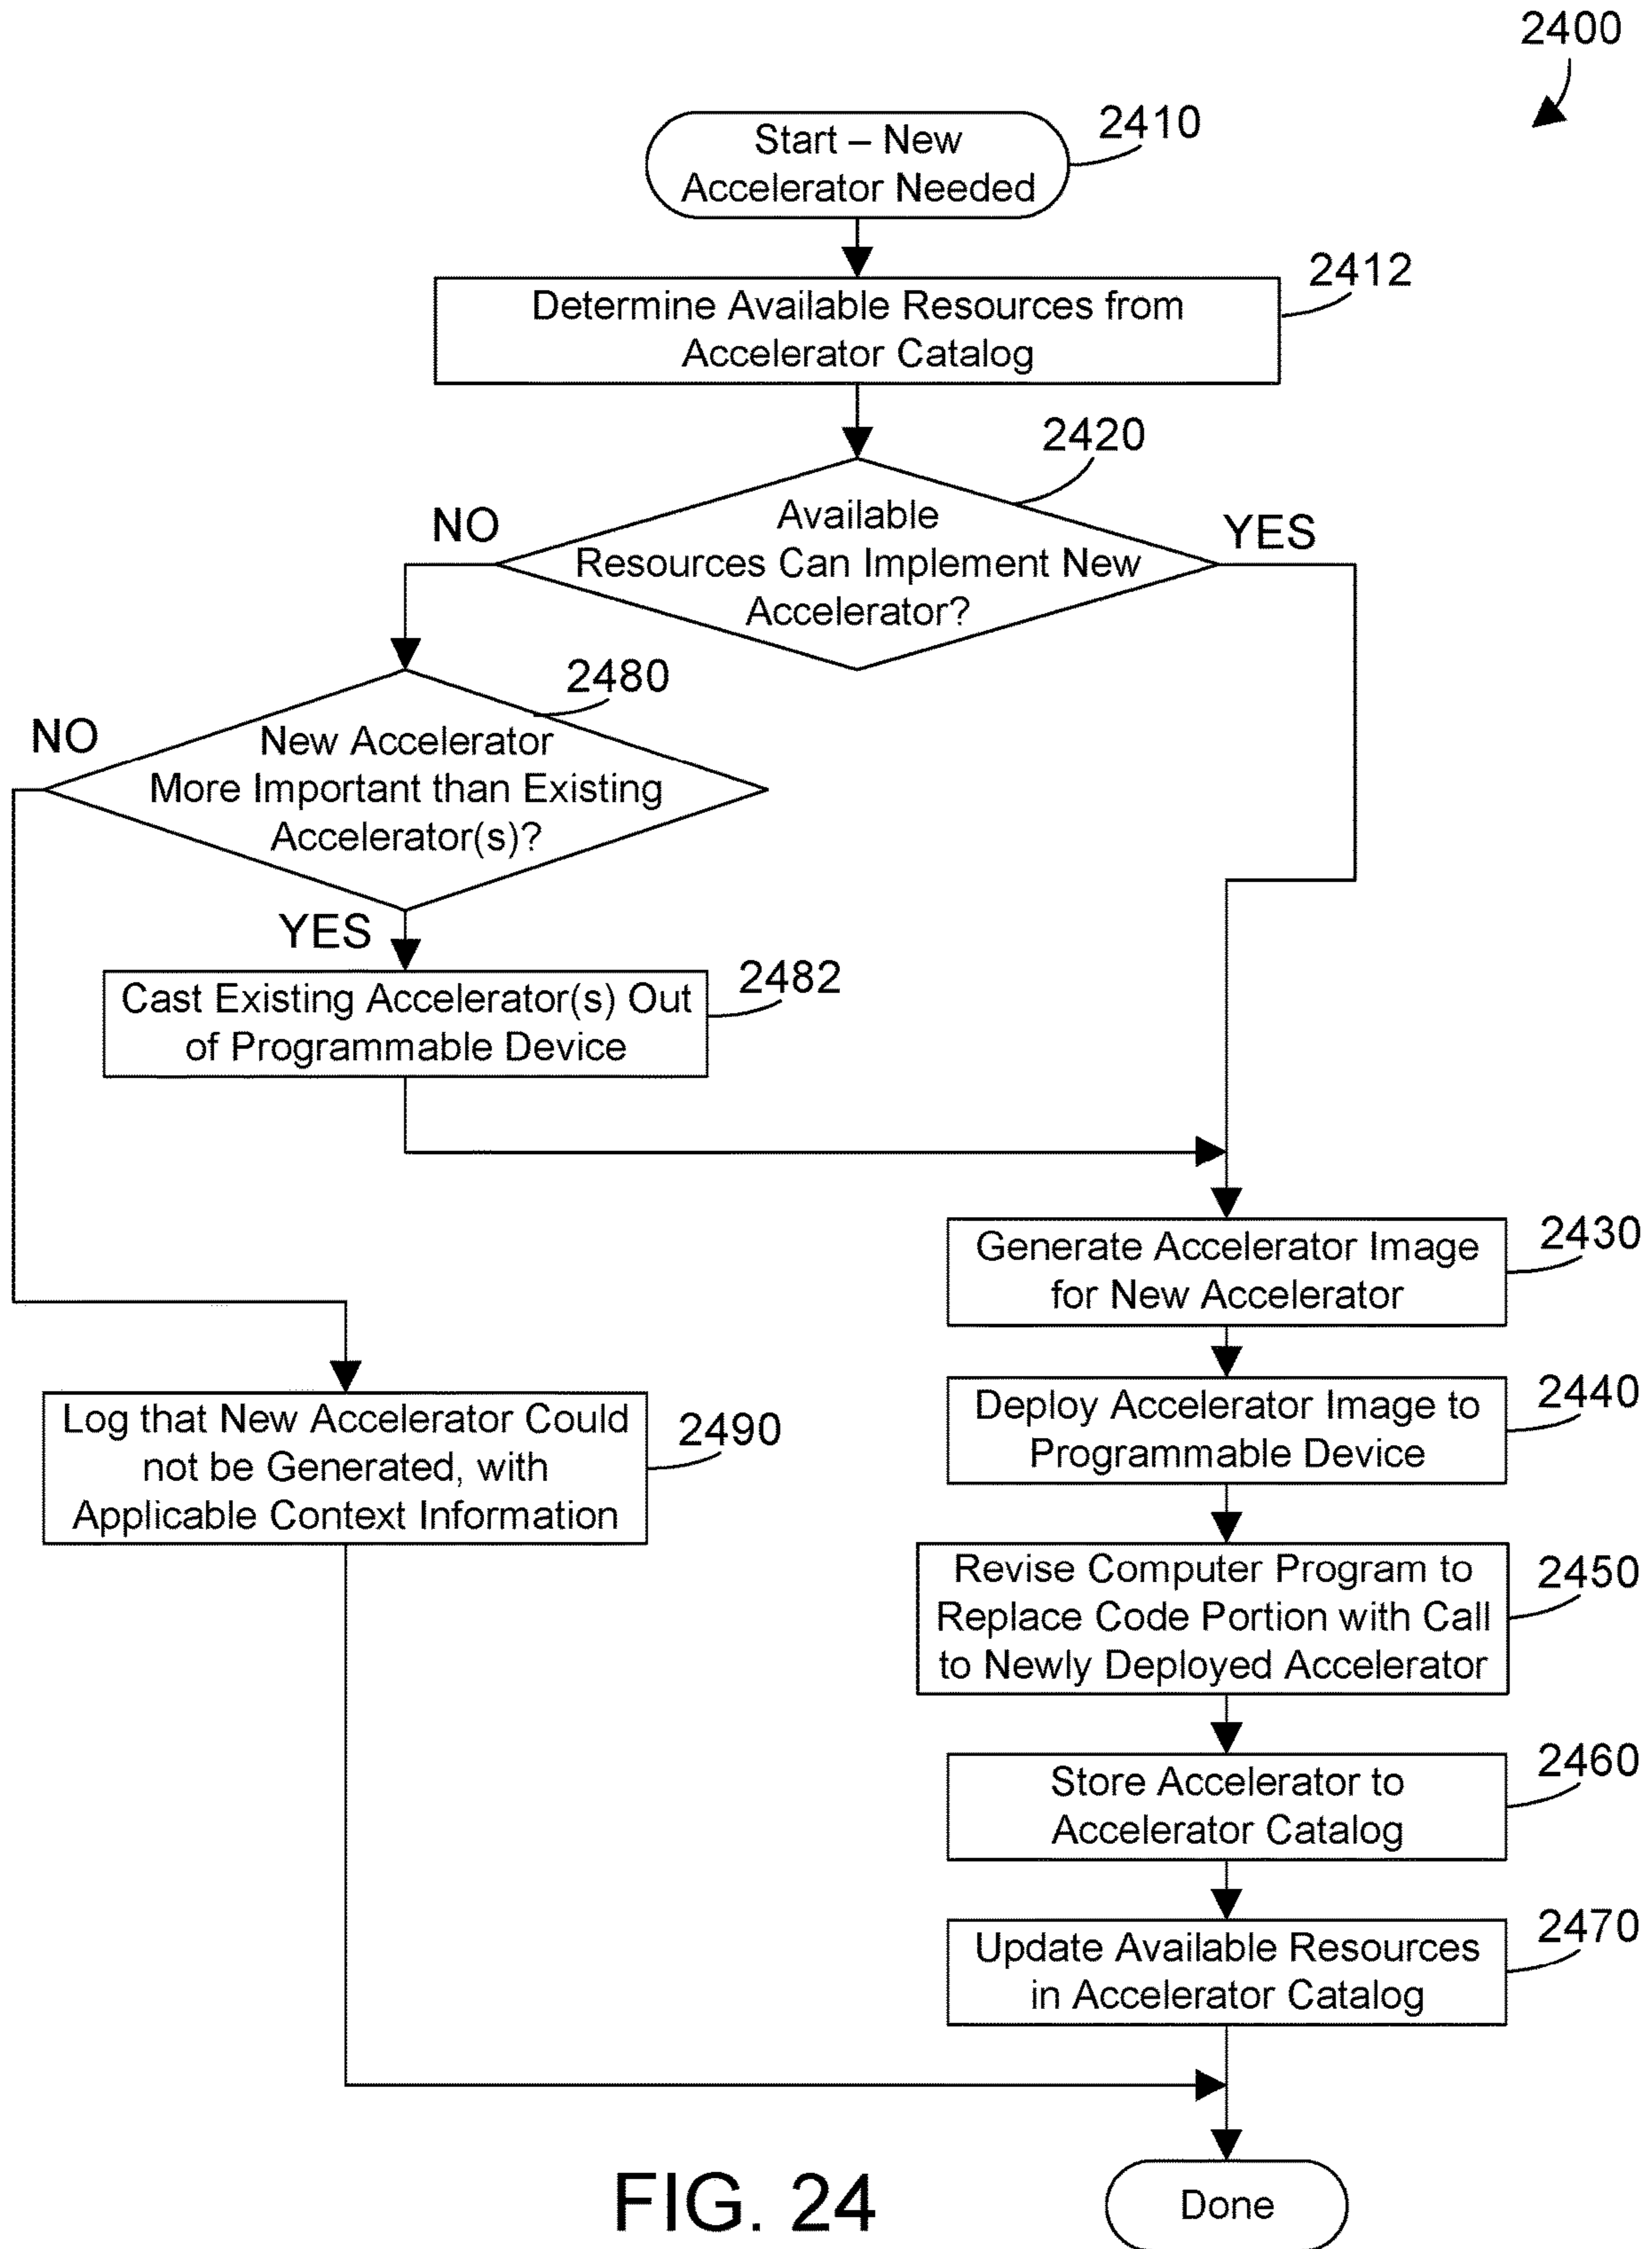 2400
Start – New
Accelerator Needed
2410
Determine Available Resources from
Accelerator Catalog
2412
2420
Available
Resources Can Implement New
Accelerator?
NO
YES
2480
New Accelerator
More Important than Existing
Accelerator(s)?
NO
YES
Cast Existing Accelerator(s) Out
of Programmable Device
2482
Generate Accelerator Image
for New Accelerator
2430
Deploy Accelerator Image to
Programmable Device
2440
Log that New Accelerator Could
not be Generated, with
Applicable Context Information
2490
Revise Computer Program to
Replace Code Portion with Call
to Newly Deployed Accelerator
2450
Store Accelerator to
Accelerator Catalog
2460
Update Available Resources
in Accelerator Catalog
2470
Done
FIG. 24